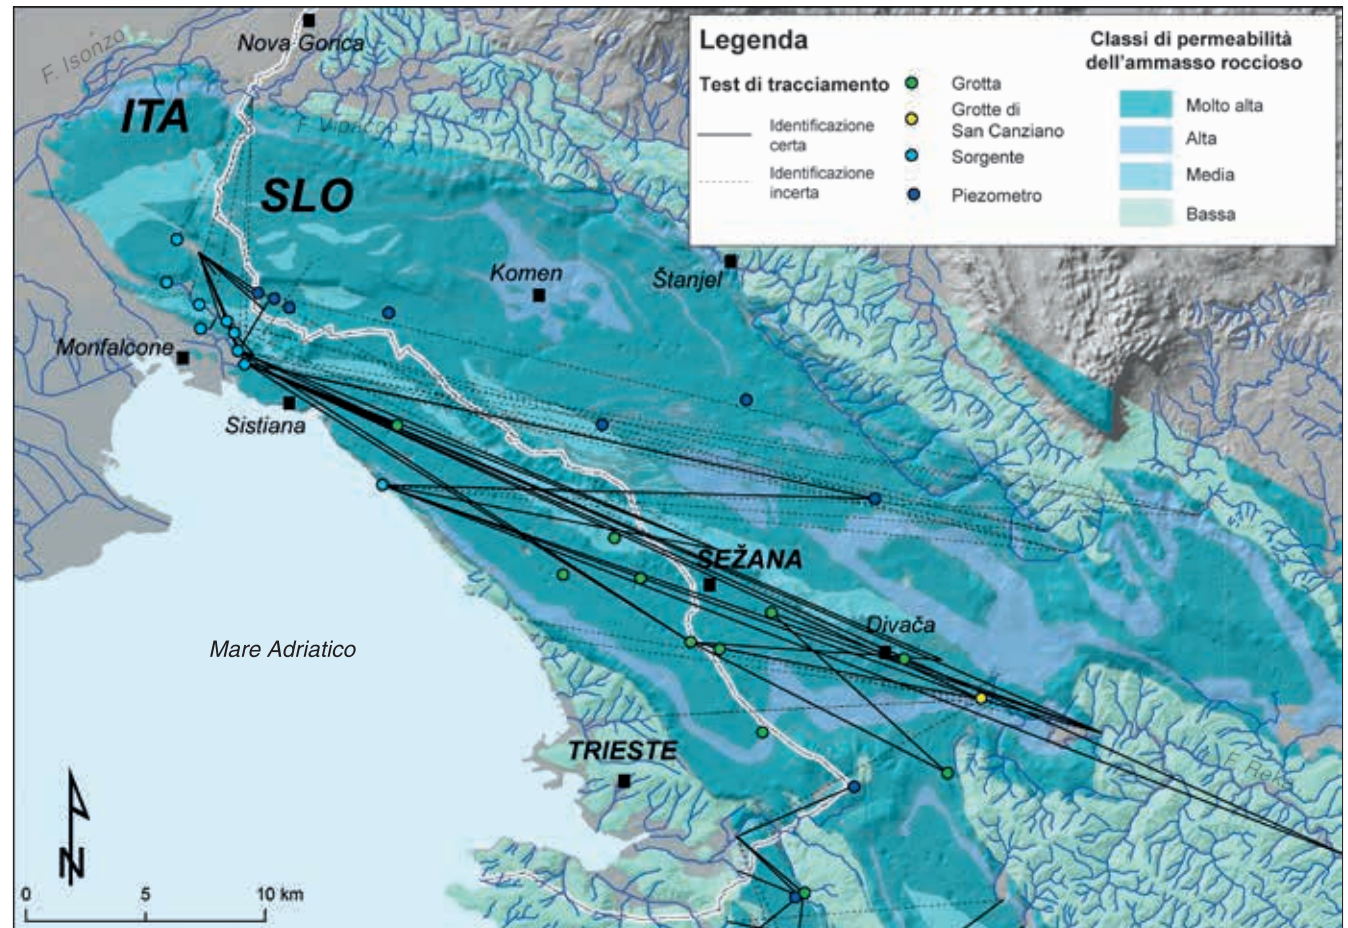 F. Isonzo
Nova Gorica
ITA
F. Vipacco
SLO
Komen
Štanjel
Monfalcone
Sistiana
SEŽANA
Divača
Mare Adriatico
TRIESTE
F. Reka
N
0 5 10 km
Legenda
Test di tracciamento
Identificazione
certa
Identificazione
incerta
Grotta
Grotte di
San Canziano
Sorgente
Piezometro
Classi di permeabilità
dell'ammasso roccioso
Molto alta
Alta
Media
Bassa